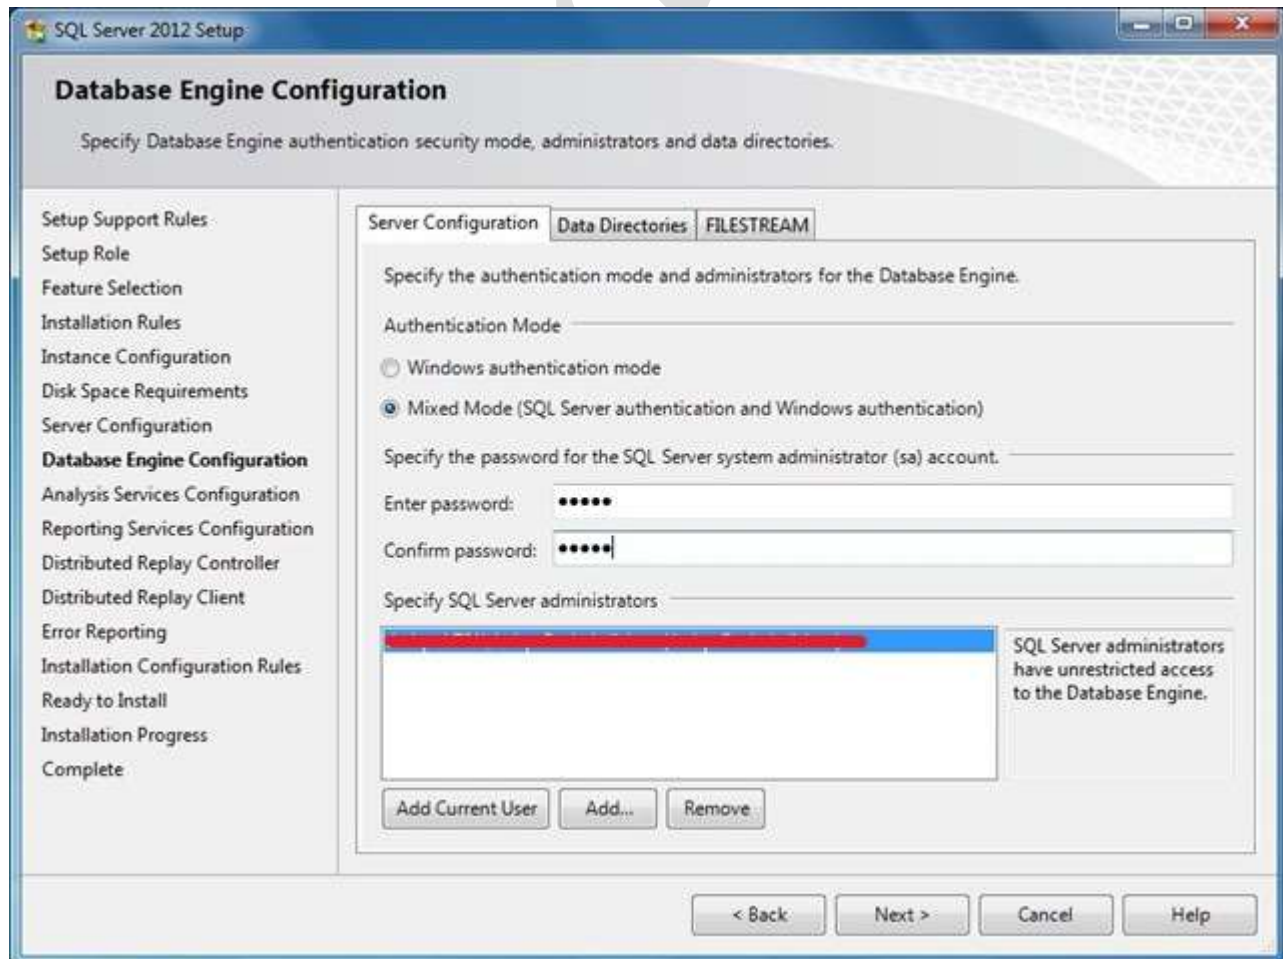 SQL Server 2012 Setup
Database Engine Configuration
Specify Database Engine authentication security mode, administrators and data directories.
Setup Support Rules
Setup Role
Feature Selection
Installation Rules
Instance Configuration
Disk Space Requirements
Server Configuration
Database Engine Configuration
Analysis Services Configuration
Reporting Services Configuration
Distributed Replay Controller
Distributed Replay Client
Error Reporting
Installation Configuration Rules
Ready to Install
Installation Progress
Complete
Server Configuration Data Directories FILESTREAM
Specify the authentication mode and administrators for the Database Engine.
Authentication Mode
Windows authentication mode
Mixed Mode (SQL Server authentication and Windows authentication)
Specify the password for the SQL Server system administrator (sa) account.
Enter password: •••••
Confirm password: •••••
Specify SQL Server administrators
SQL Server administrators
have unrestricted access
to the Database Engine.
Add Current User Add... Remove
< Back Next > Cancel Help